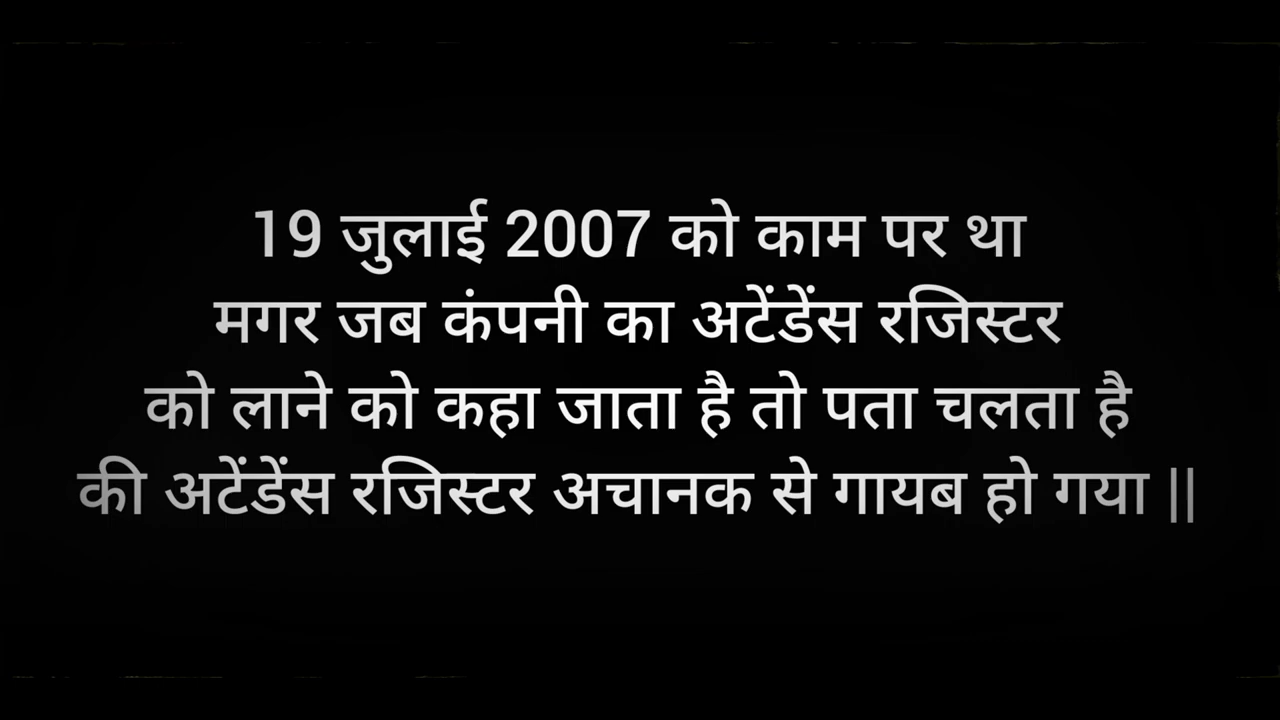 19 जुलाई 2007 को काम पर था
मगर जब कंपनी का अटेंडेंस रजिस्टर
को लाने को कहा जाता है तो पता चलता है
की अटेंडेंस रजिस्टर अचानक से गायब हो गया ||